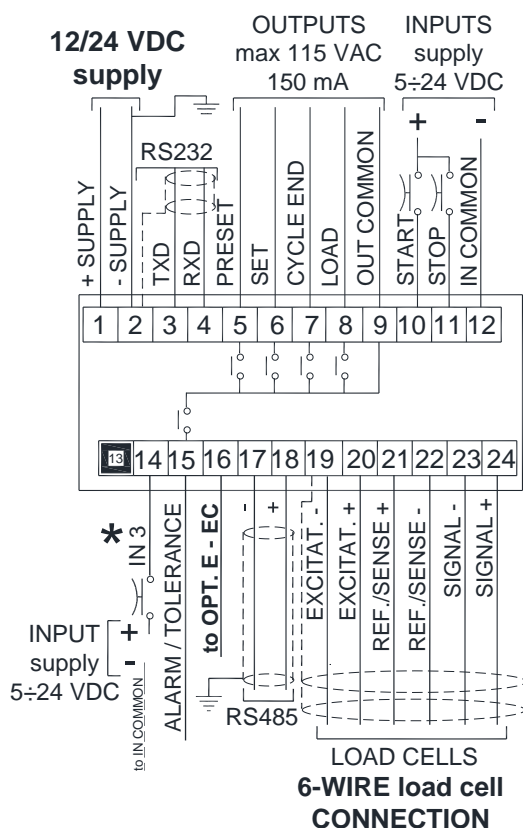 12/24 VDC
supply
OUTPUTS
max 115 VAC
150 mA
INPUTS
supply
5÷24 VDC
+ -
RS232
+ SUPPLY
- SUPPLY
TXD
RXD
PRESET
SET
CYCLE END
LOAD
OUT COMMON
START
STOP
IN COMMON
1 2 3 4 5 6 7 8 9 10 11 12
13 14 15 16 17 18 19 20 21 22 23 24
* IN 3
ALARM / TOLERANCE
to OPT. E - EC
- +
EXCITAT. -
EXCITAT. +
REF./SENSE +
REF./SENSE -
SIGNAL -
SIGNAL +
INPUT
supply
5÷24 VDC
+
-
to IN COMMON
RS485
LOAD CELLS
6-WIRE load cell
CONNECTION